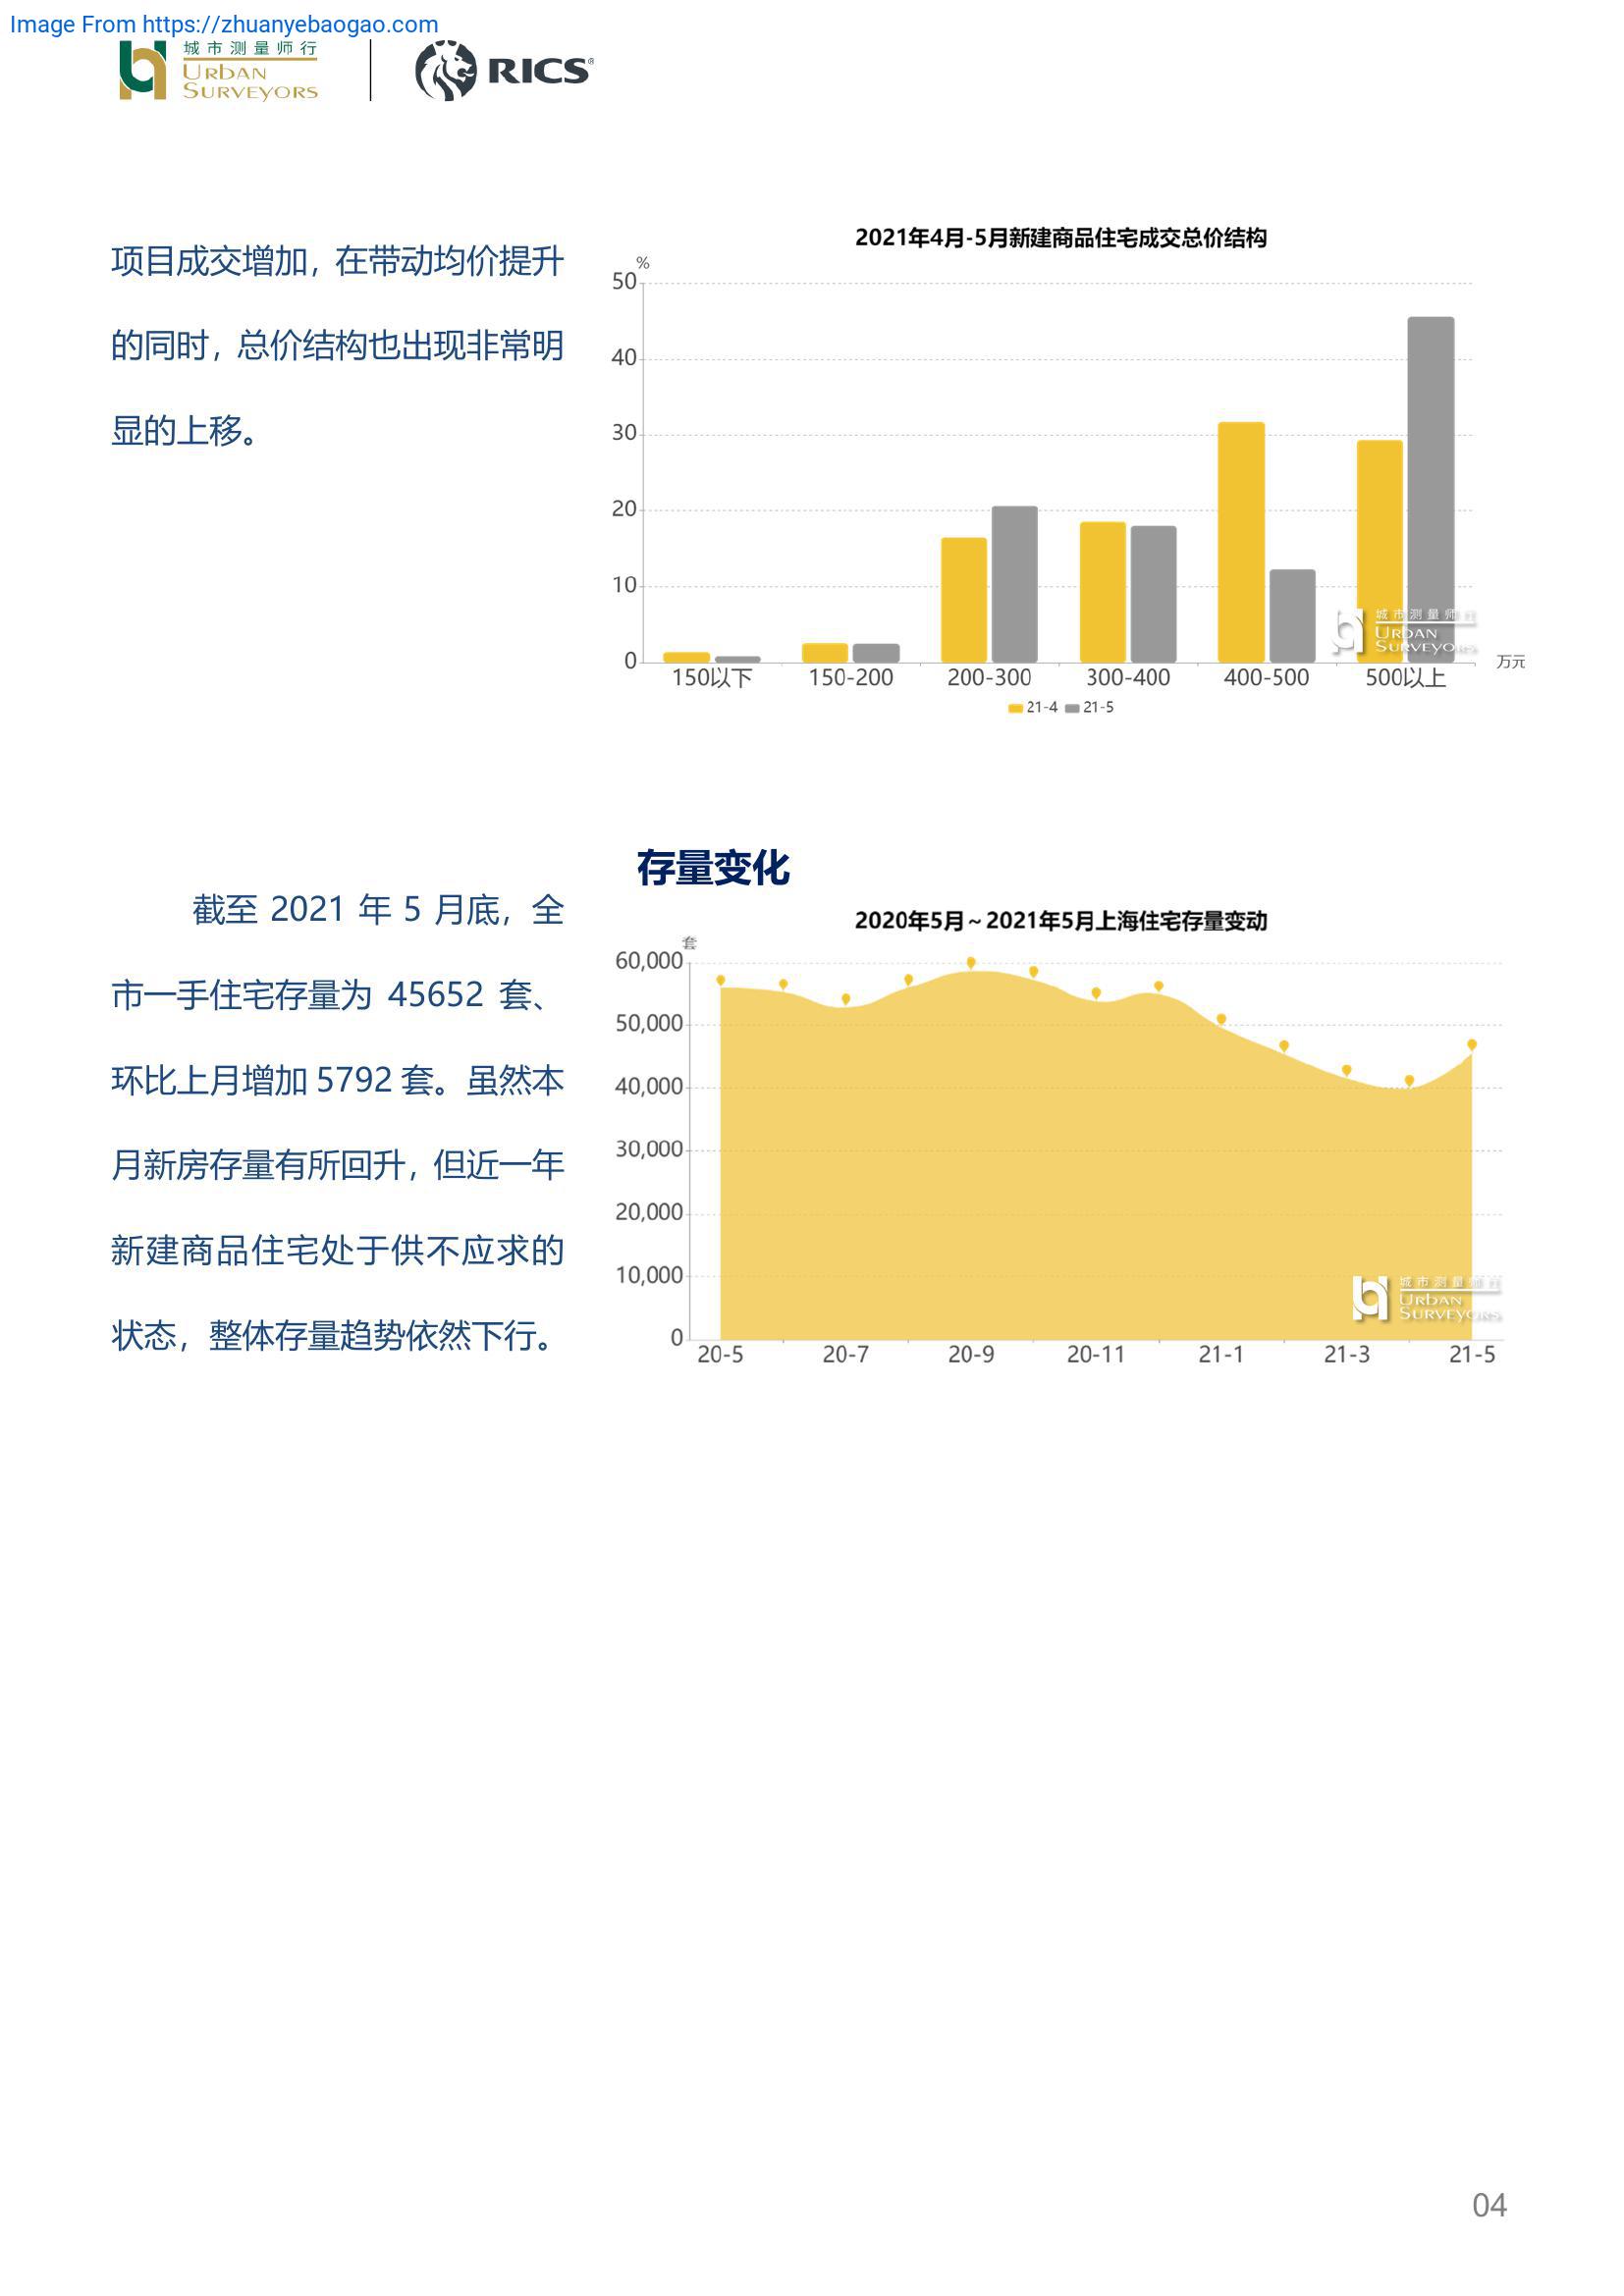 Image From https://zhuanyebaogao.com
城市测量师行
URBAN
SURVEYORS
RICS®
项目成交增加，在带动均价提升
的同时，总价结构也出现非常明
显的上移。
2021年4月-5月新建商品住宅成交总价结构
%
50
40
30
20
10
0
150以下 150-200 200-300 300-400 400-500 500以上 万元
21-4 21-5
城市测量师行
URBAN
SURVEYORS
存量变化
截至 2021 年 5 月底，全
市一手住宅存量为 45652 套、
环比上月增加 5792 套。虽然本
月新房存量有所回升，但近一年
新建商品住宅处于供不应求的
状态，整体存量趋势依然下行。
2020年5月～2021年5月上海住宅存量变动
套
60,000
50,000
40,000
30,000
20,000
10,000
0
20-5 20-7 20-9 20-11 21-1 21-3 21-5
城市测量师行
URBAN
SURVEYORS
04